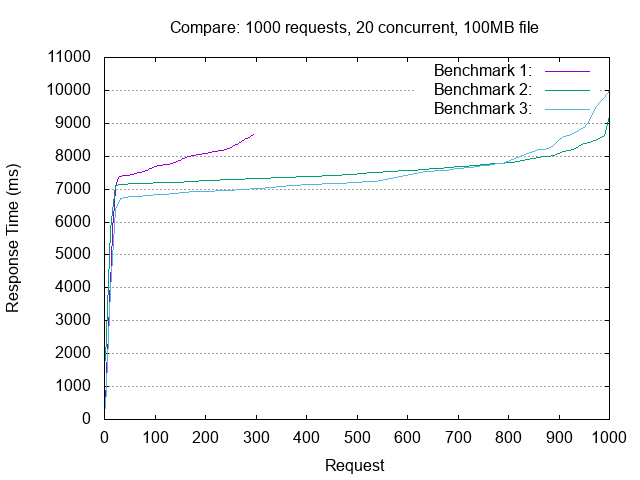 Compare: 1000 requests, 20 concurrent, 100MB file
Response Time (ms)
11000
10000
9000
8000
7000
6000
5000
4000
3000
2000
1000
0
Benchmark 1:
Benchmark 2:
Benchmark 3:
0 100 200 300 400 500 600 700 800 900 1000
Request